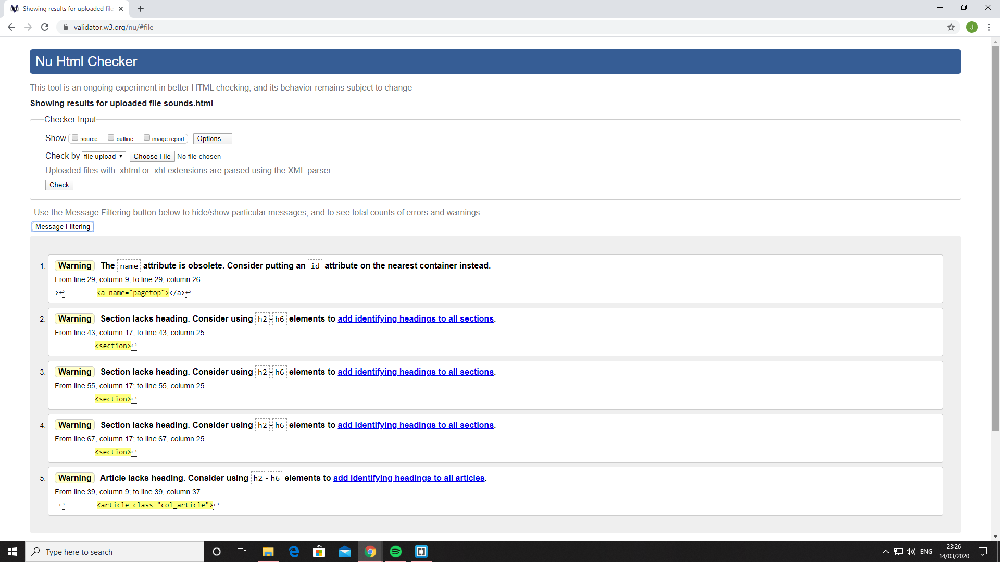 Showing results for uploaded file
validator.w3.org/nu/#file
J
Nu Html Checker
This tool is an ongoing experiment in better HTML checking, and its behavior remains subject to change
Showing results for uploaded file sounds.html
Checker Input
Show source outline image report Options...
Check by file upload Choose File No file chosen
Uploaded files with .xhtml or .xht extensions are parsed using the XML parser.
Check
Use the Message Filtering button below to hide/show particular messages, and to see total counts of errors and warnings.
Message Filtering
1. Warning The name attribute is obsolete. Consider putting an id attribute on the nearest container instead.
From line 29, column 9; to line 29, column 26
>↩ <a name="pagetop"></a>↩
2. Warning Section lacks heading. Consider using h2-h6 elements to add identifying headings to all sections.
From line 43, column 17; to line 43, column 25
<section>↩
3. Warning Section lacks heading. Consider using h2-h6 elements to add identifying headings to all sections.
From line 55, column 17; to line 55, column 25
<section>↩
4. Warning Section lacks heading. Consider using h2-h6 elements to add identifying headings to all sections.
From line 67, column 17; to line 67, column 25
<section>↩
5. Warning Article lacks heading. Consider using h2-h6 elements to add identifying headings to all articles.
From line 39, column 9; to line 39, column 37
↩ <article class="col_article">↩
Type here to search
ENG
23:26
14/03/2020